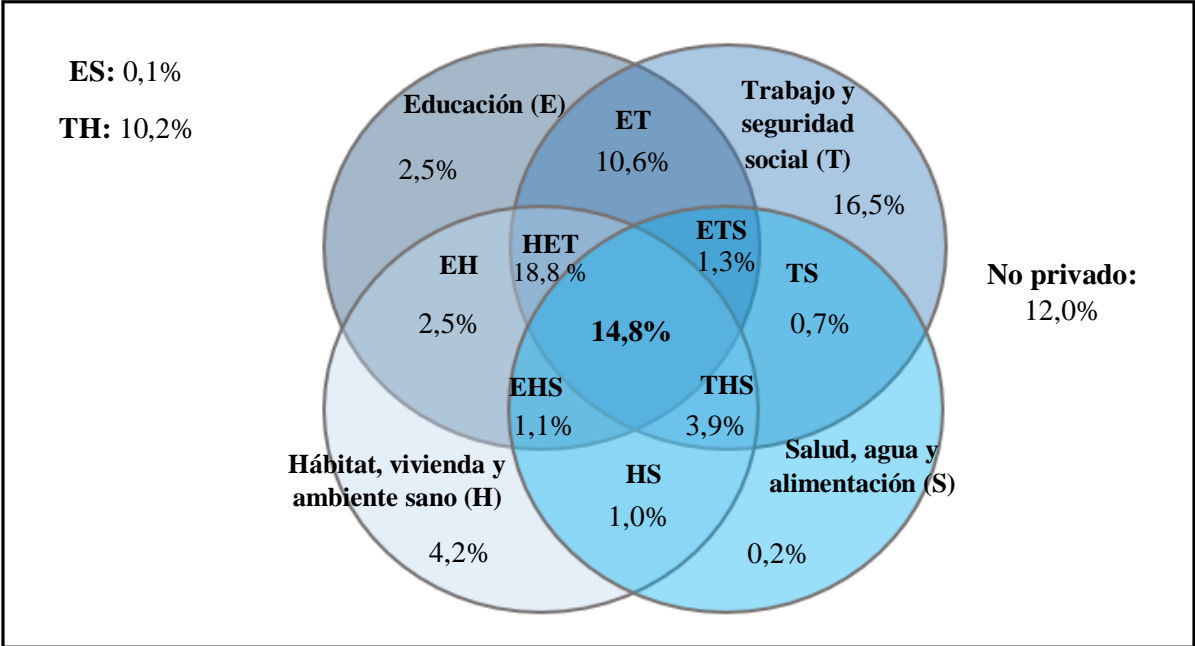 ES: 0,1%
TH: 10,2%
Educación (E)
2,5%
ET
10,6%
Trabajo y
seguridad
social (T)
16,5%
EH
2,5%
HET
18,8 %
ETS
1,3%
TS
0,7%
No privado:
12,0%
14,8%
EHS
1,1%
THS
3,9%
Hábitat, vivienda y
ambiente sano (H)
4,2%
HS
1,0%
Salud, agua y
alimentación (S)
0,2%